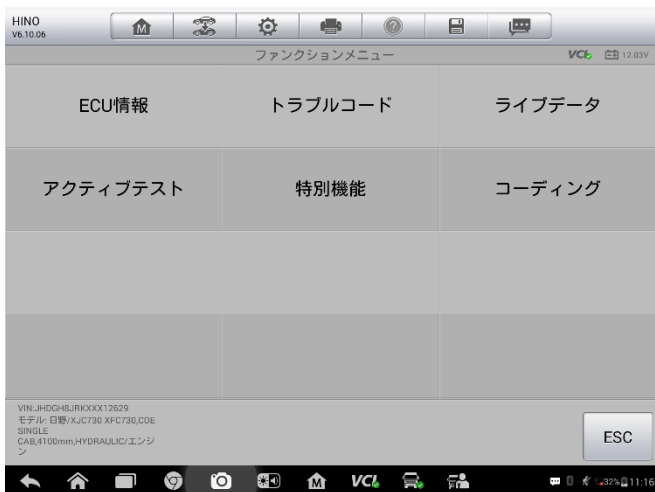 HINO
V6.10.06
ファンクションメニュー
VCI 12.03V
ECU情報 トラブルコード ライブデータ
アクティブテスト 特別機能 コーディング
VIN:JHDGH8JRKXXX12629
モデル: 日野/XJC730 XFC730,COE
SINGLE
CAB,4100mm,HYDRAULIC/エンジ
ン
ESC
VCI 32% 11:16